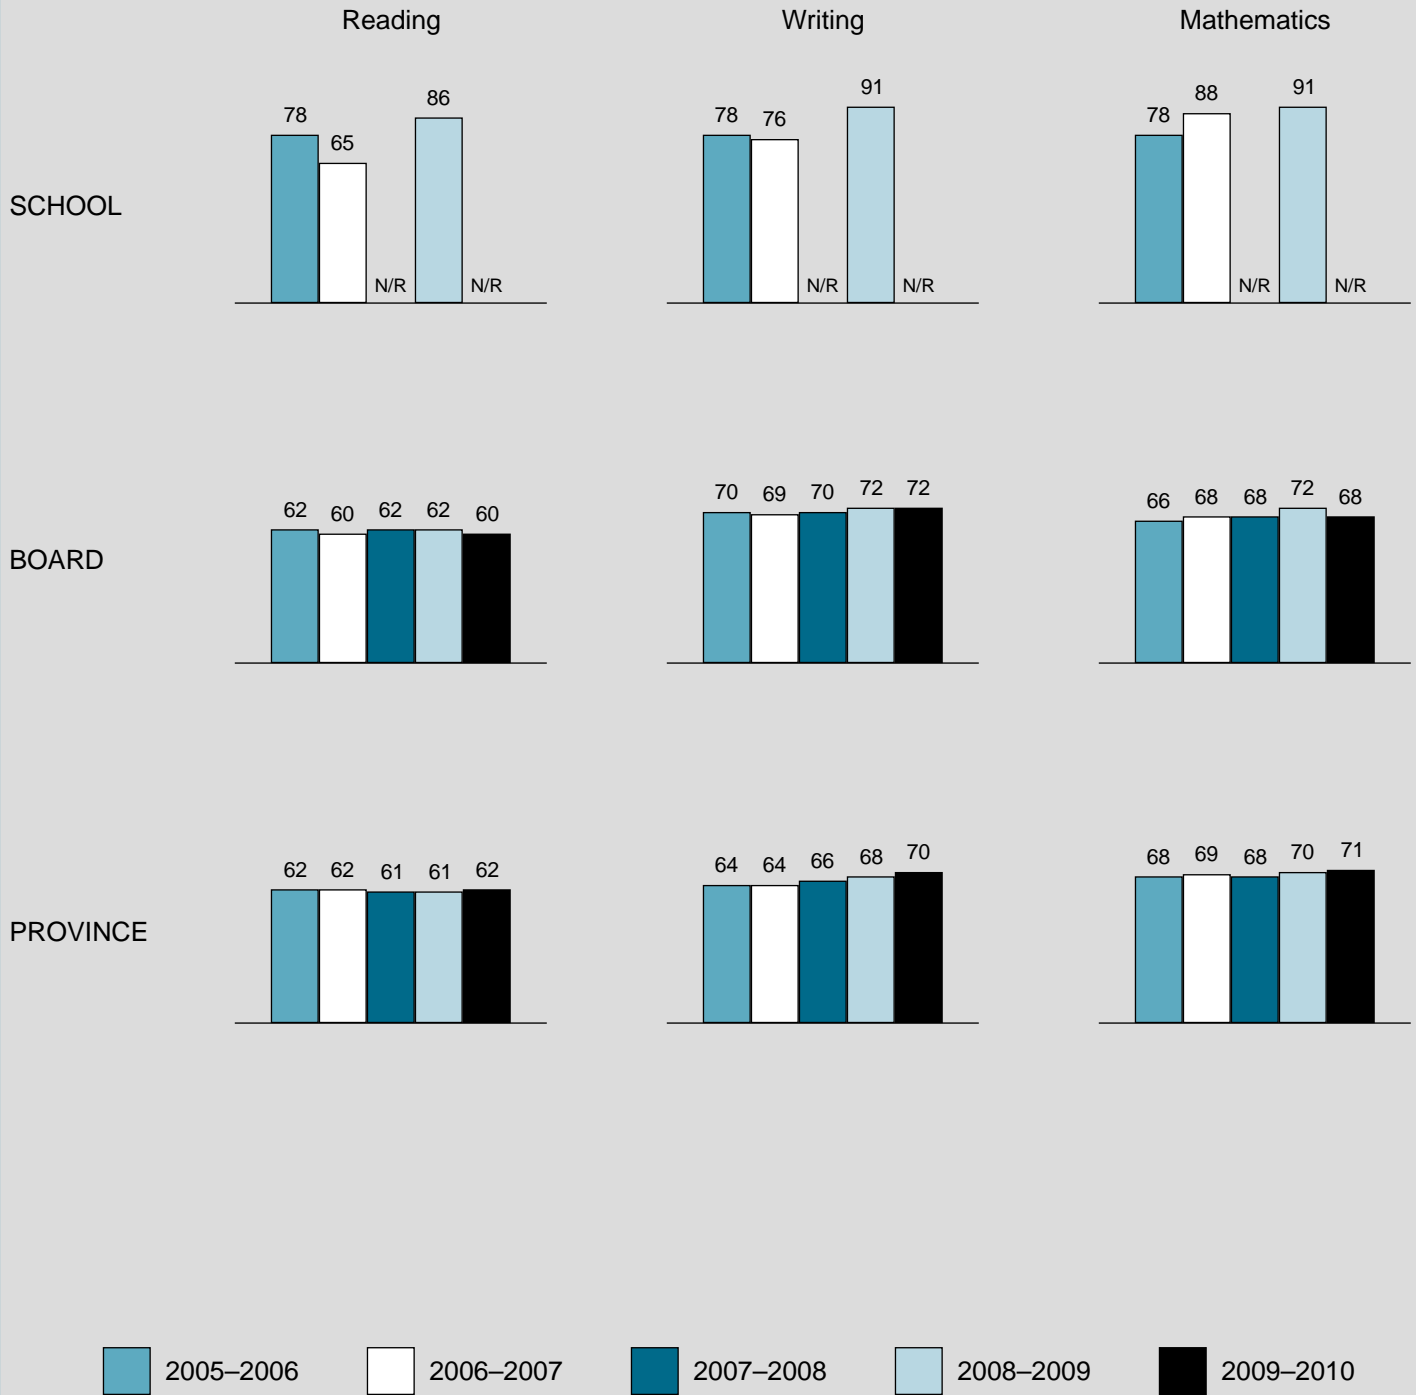 Reading Writing Mathematics
78 65 N/R 86 N/R 78 76 N/R 91 N/R 78 88 N/R 91 N/R
SCHOOL
62 60 62 62 60 70 69 70 72 72 66 68 68 72 68
BOARD
62 62 61 61 62 64 64 66 68 70 68 69 68 70 71
PROVINCE
2005–2006 2006–2007 2007–2008 2008–2009 2009–2010